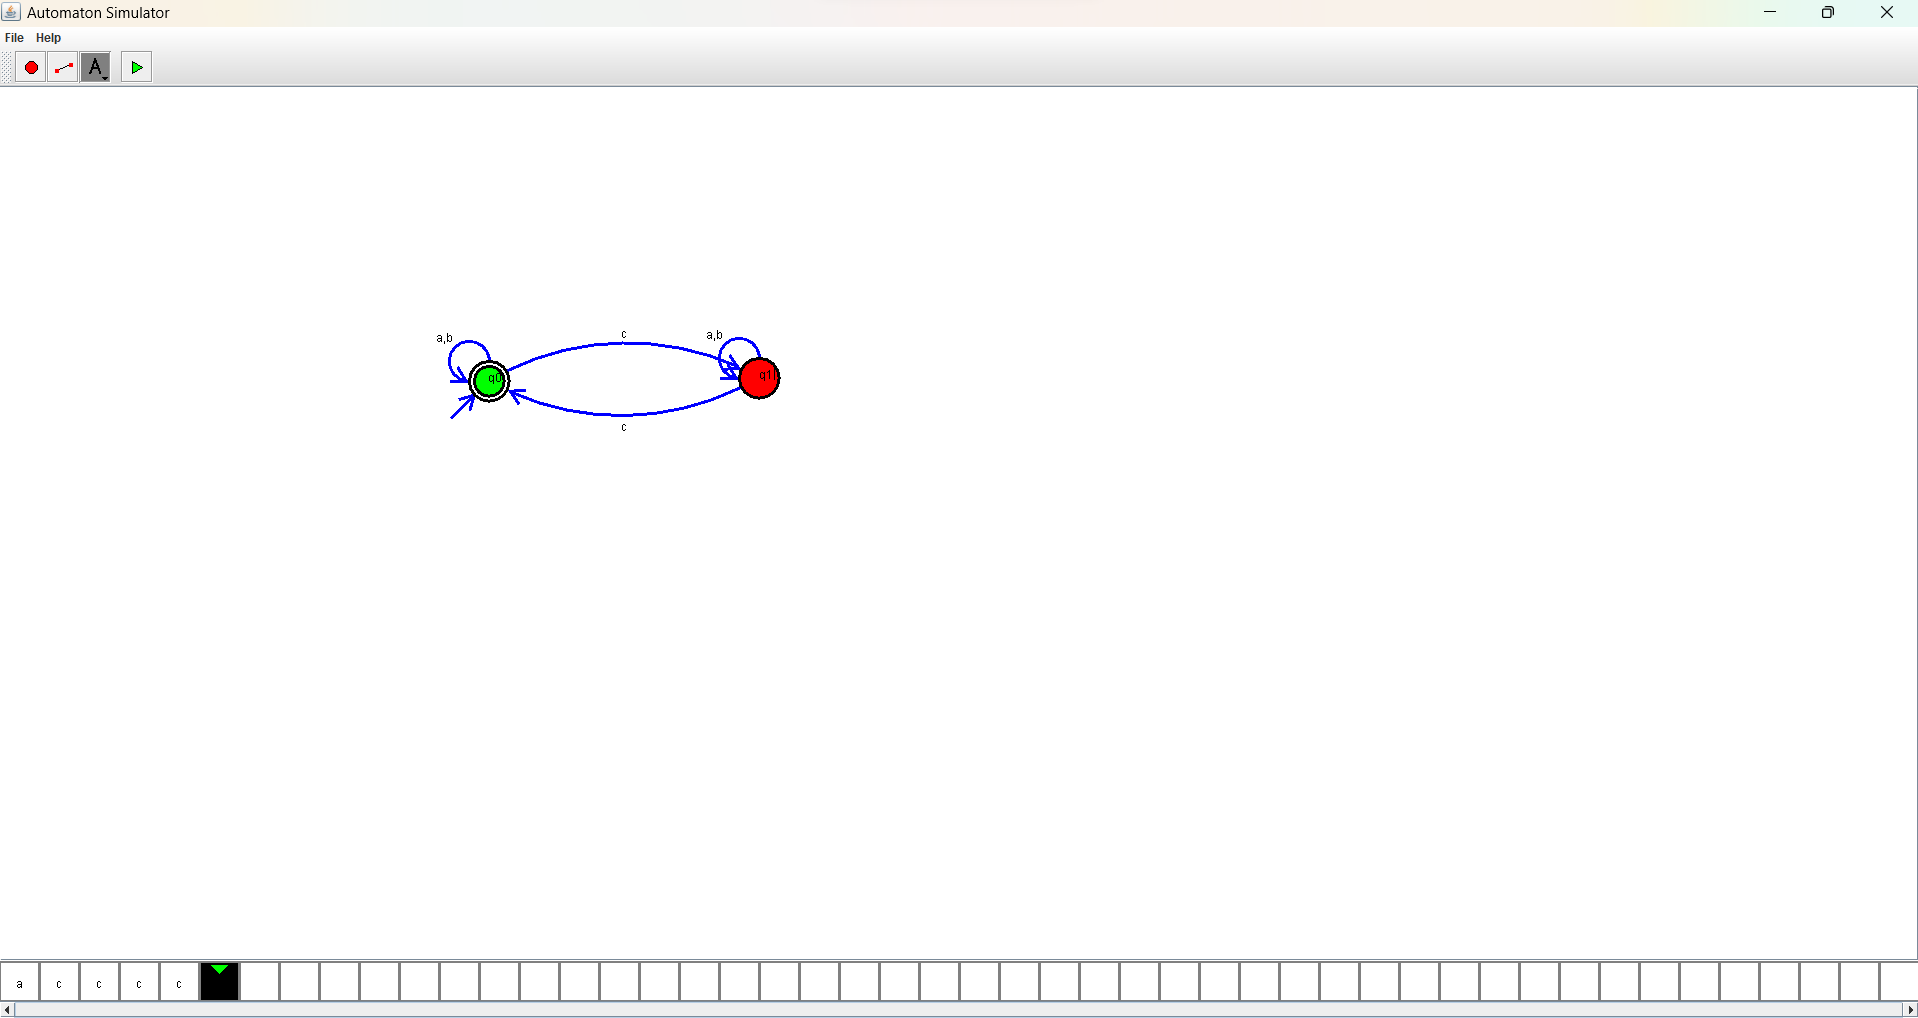 Automaton Simulator
File Help
A
a,b
c
a,b
q0
q1
c
a c c c c